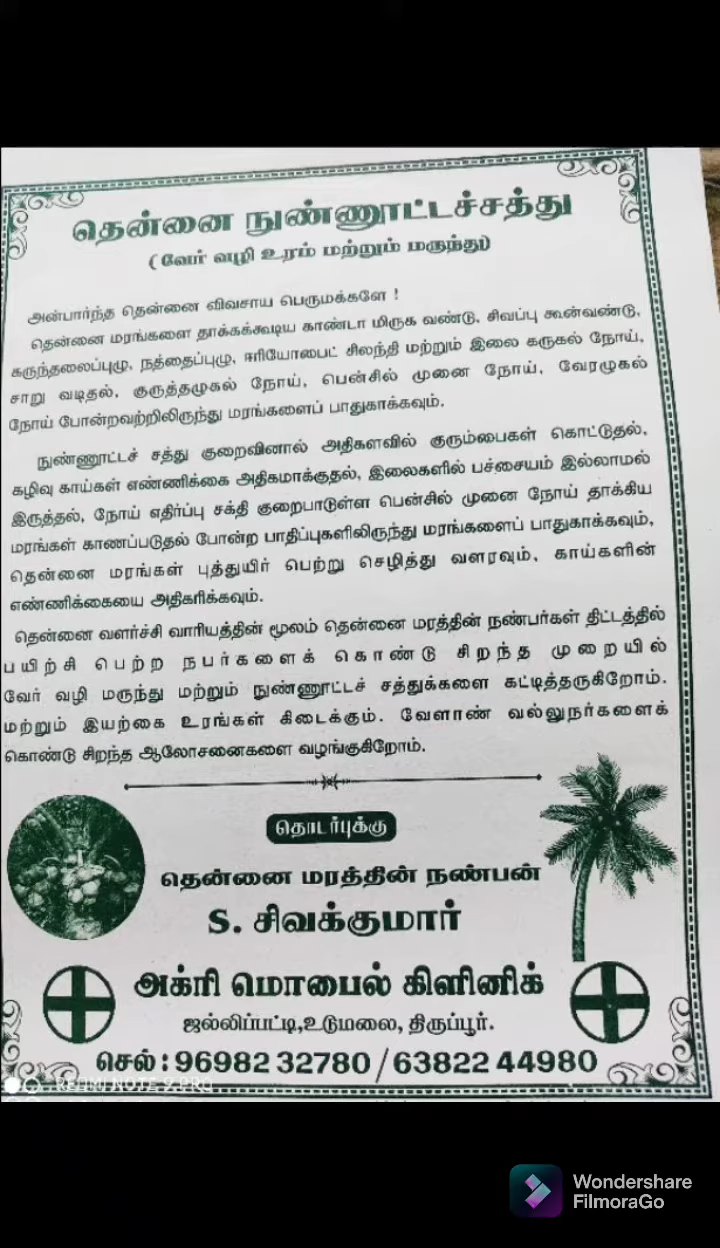 தென்னை நுண்ணூட்டச்சத்து
( வேர் வழி உரம் மற்றும் மருந்து)
அன்பார்ந்த தென்னை விவசாய பெருமக்களே !
தென்னை மரங்களை தாக்கக்கூடிய காண்டா மிருக வண்டு, சிவப்பு கூன்வண்டு,
கருந்தலைப்புழு, நத்தைப்புழு, ஈரியோபைட் சிலந்தி மற்றும் இலை கருகல் நோய்,
சாறு வடிதல், குருத்தழுகல் நோய், பென்சில் முனை நோய், வேரழுகல்
நோய் போன்றவற்றிலிருந்து மரங்களைப் பாதுகாக்கவும்.
நுண்ணூட்டச் சத்து குறைவினால் அதிகளவில் குரும்பைகள் கொட்டுதல்,
கழிவு காய்கள் எண்ணிக்கை அதிகமாக்குதல், இலைகளில் பச்சையம் இல்லாமல்
இருத்தல், நோய் எதிர்ப்பு சக்தி குறைபாடுள்ள பென்சில் முனை நோய் தாக்கிய
மரங்கள் காணப்படுதல் போன்ற பாதிப்புகளிலிருந்து மரங்களைப் பாதுகாக்கவும்,
தென்னை மரங்கள் புத்துயிர் பெற்று செழித்து வளரவும், காய்களின்
எண்ணிக்கையை அதிகரிக்கவும்.
தென்னை வளர்ச்சி வாரியத்தின் மூலம் தென்னை மரத்தின் நண்பர்கள் திட்டத்தில்
பயிற்சி பெற்ற நபர்களைக் கொண்டு சிறந்த முறையில்
வேர் வழி மருந்து மற்றும் நுண்ணூட்டச் சத்துக்களை கட்டித்தருகிறோம்.
மற்றும் இயற்கை உரங்கள் கிடைக்கும். வேளாண் வல்லுநர்களைக்
கொண்டு சிறந்த ஆலோசனைகளை வழங்குகிறோம்.
தொடர்புக்கு
தென்னை மரத்தின் நண்பன்
S. சிவக்குமார்
அக்ரி மொபைல் கிளினிக்
ஜல்லிப்பட்டி,உடுமலை, திருப்பூர்.
செல் : 96982 32780 / 63822 44980
REDMI NOTE 9 PRO
Wondershare
FilmoraGo